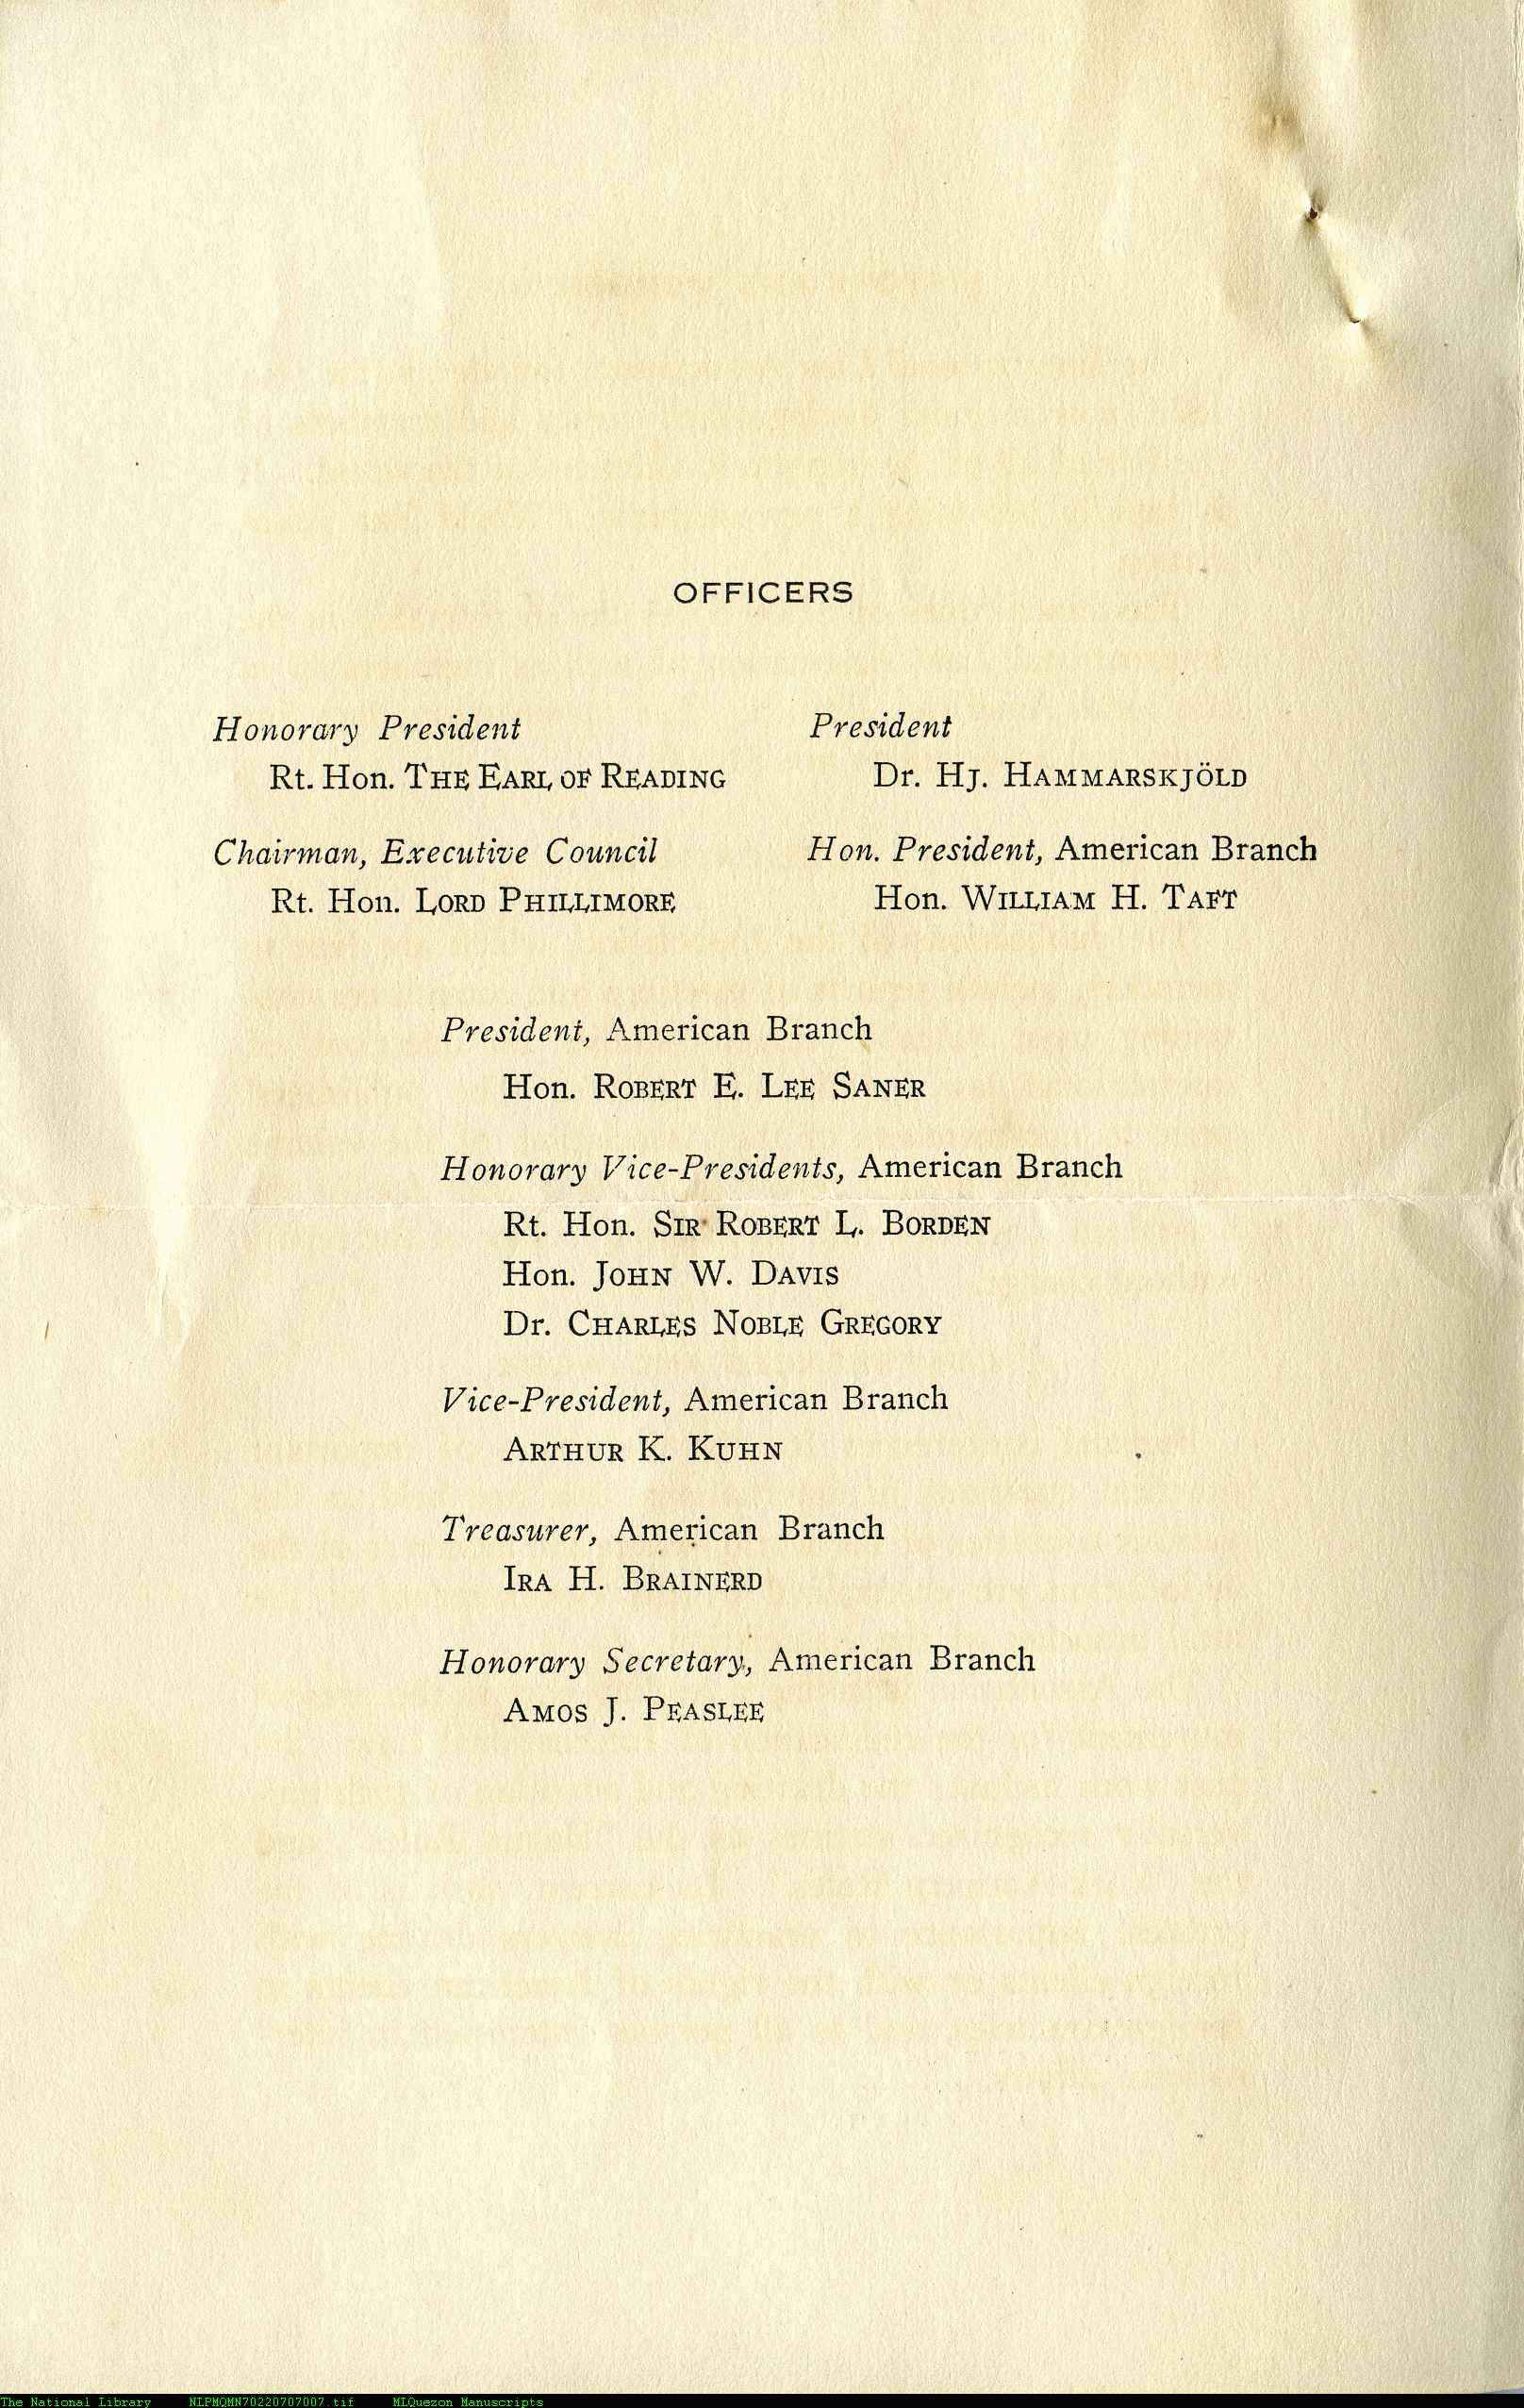 OFFICERS
Honorary President
Rt. Hon. THE EARL OF READING
President
Dr. HJ. HAMMARSKJÖLD
Chairman, Executive Council
Rt. Hon. LORD PHILLIMORE
Hon. President, American Branch
Hon. WILLIAM H. TAFT
President, American Branch
Hon. ROBERT E. LEE SANER
Honorary Vice-Presidents, American Branch
Rt. Hon. SIR ROBERT L. BORDEN
Hon. JOHN W. DAVIS
Dr. CHARLES NOBLE GREGORY
Vice-President, American Branch
ARTHUR K. KUHN
Treasurer, American Branch
IRA H. BRAINERD
Honorary Secretary, American Branch
AMOS J. PEASLEE
The National Library NLPMQMN70220707007.tif MLQuezon Manuscripts